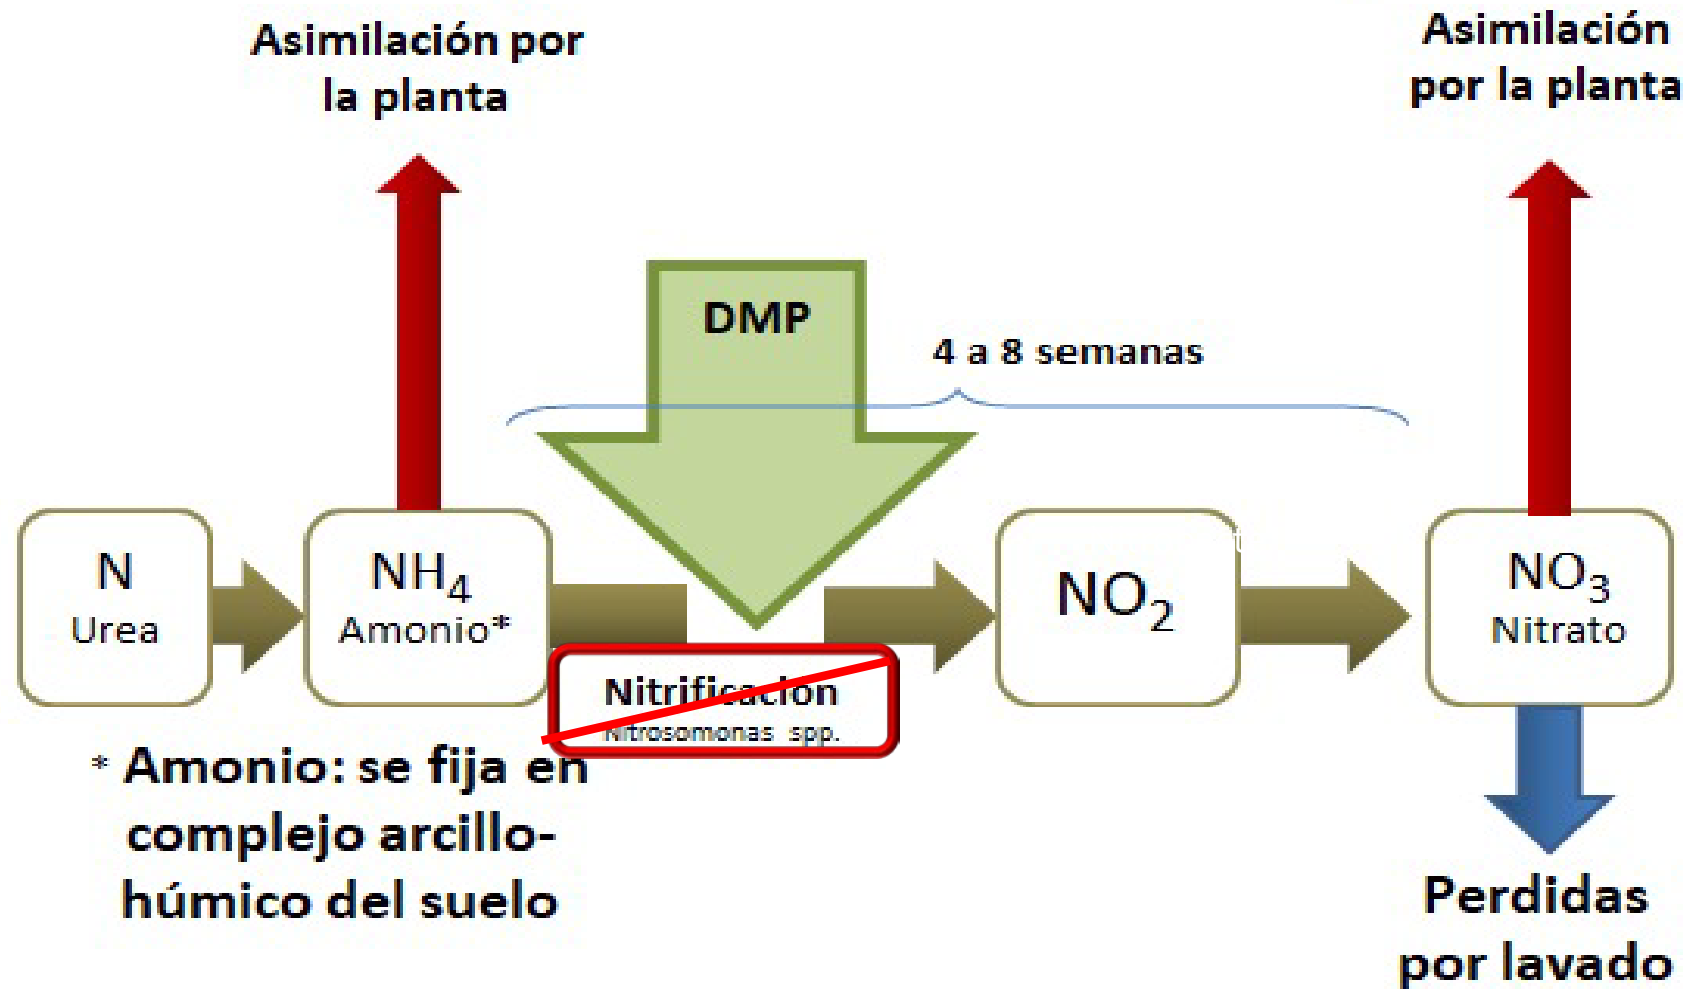 Asimilación por
la planta
Asimilación
por la planta
DMP
4 a 8 semanas
N
Urea
NH₄
Amonio*
NO₂
NO₃
Nitrato
Nitrificación
Nitrosomonas spp.
* Amonio: se fija en
complejo arcillo-
húmico del suelo
Perdidas
por lavado